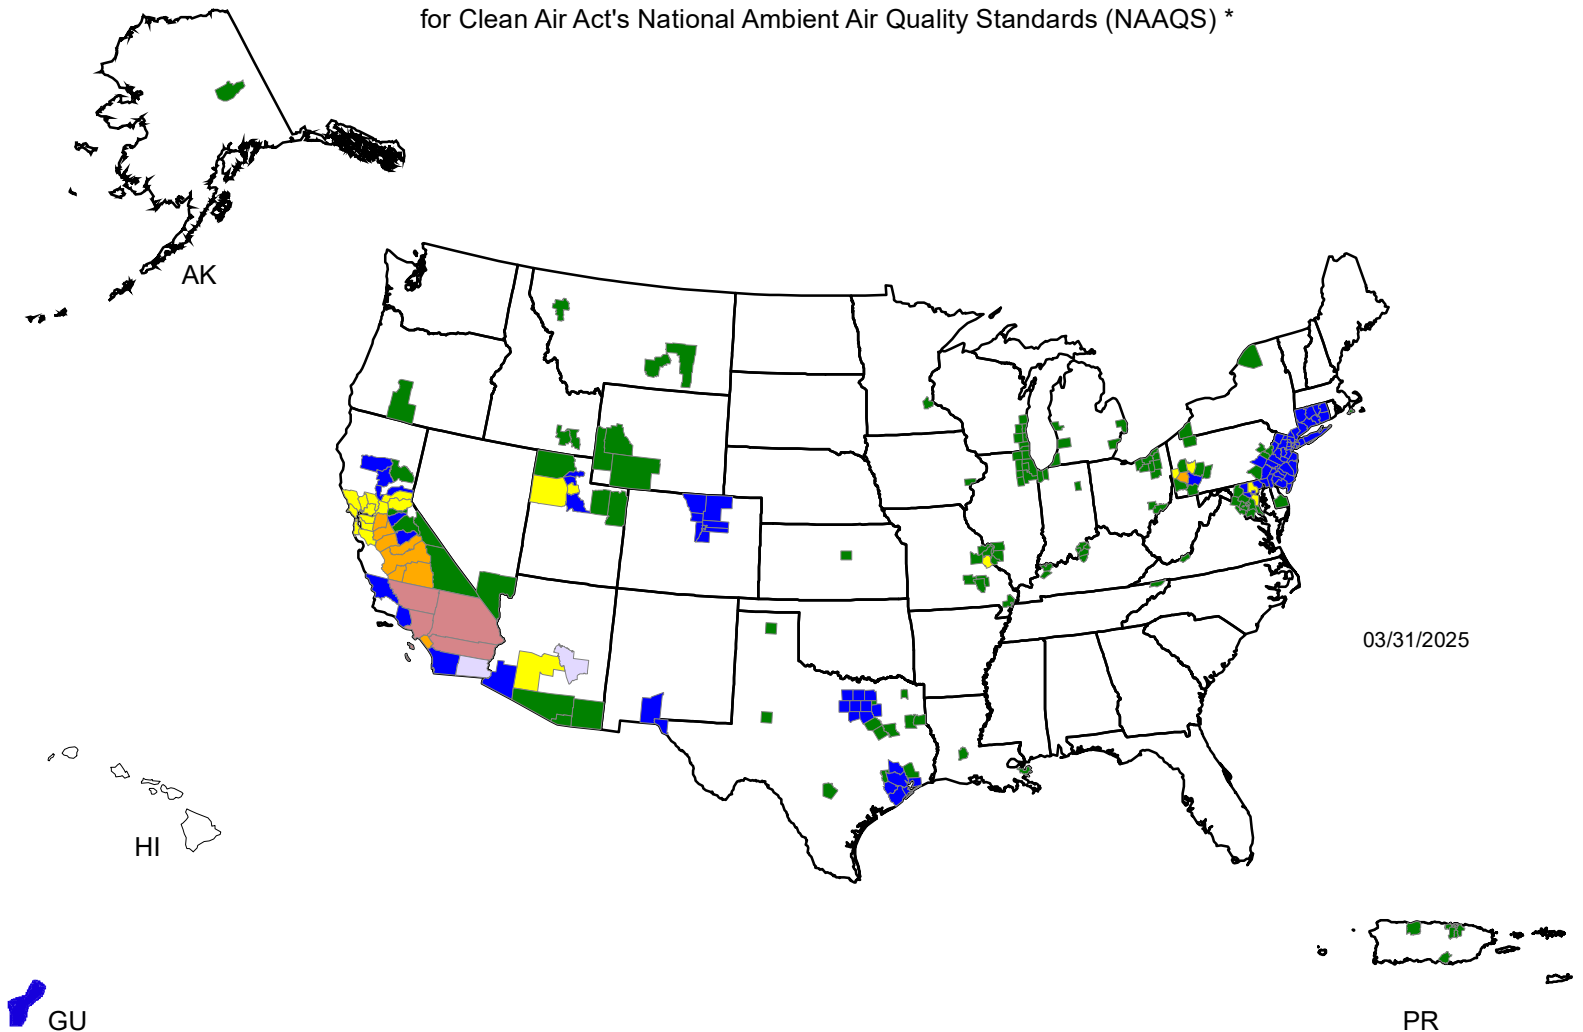 for Clean Air Act's National Ambient Air Quality Standards (NAAQS) *
AK
03/31/2025
HI
GU
PR